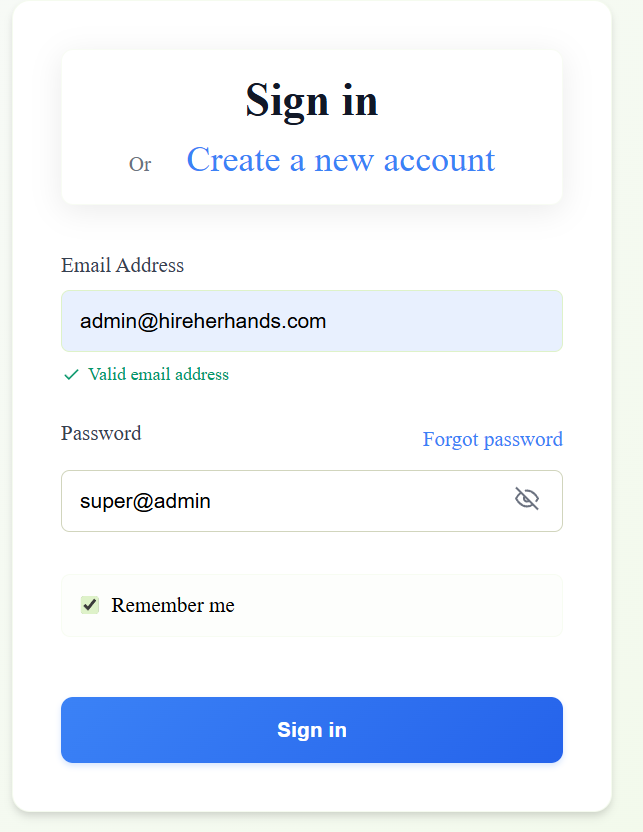 Sign in
Or Create a new account
Email Address
admin@hireherhands.com
Valid email address
Password
Forgot password
super@admin
Remember me
Sign in